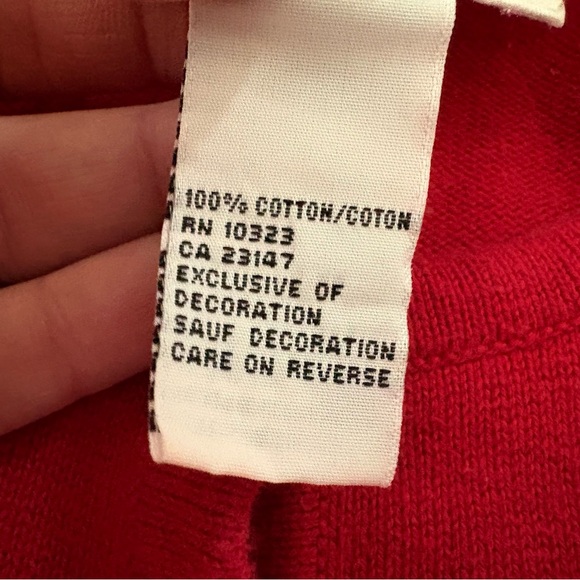 100% COTTON/COTON
RN 10323
CA 23147
EXCLUSIVE OF
DECORATION
SAUF DECORATION
CARE ON REVERSE